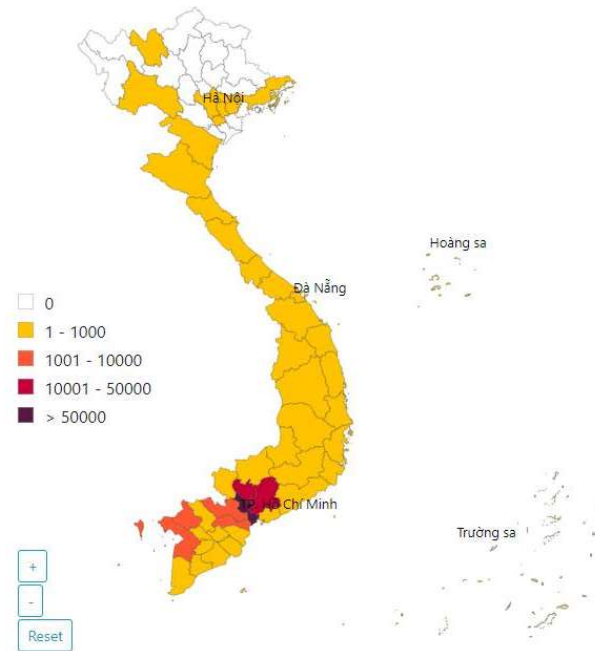 Hà Nội
Hoàng sa
Đà Nẵng
0
1 - 1000
1001 - 10000
10001 - 50000
> 50000
TP. Hồ Chí Minh
Trường sa
+
-
Reset